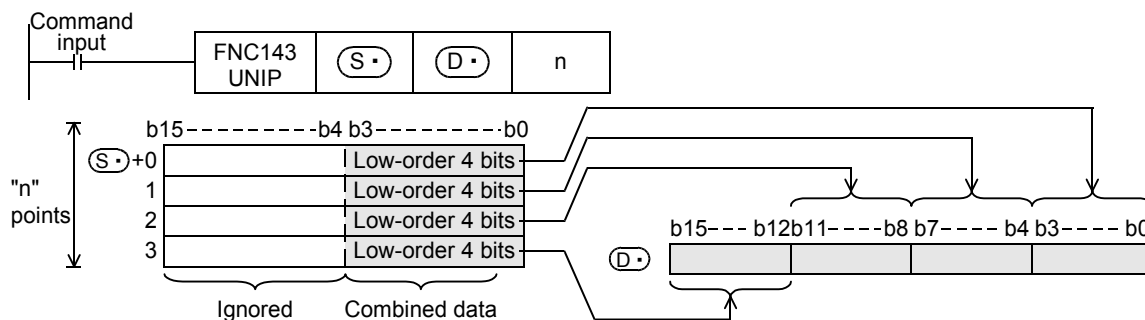 Command
input
FNC143
UNIP
S・
D・
n
b15 b4 b3 b0
S・ +0 Low-order 4 bits
1 Low-order 4 bits
2 Low-order 4 bits
3 Low-order 4 bits
"n"
points
Ignored Combined data
b15 b12 b11 b8 b7 b4 b3 b0
D・